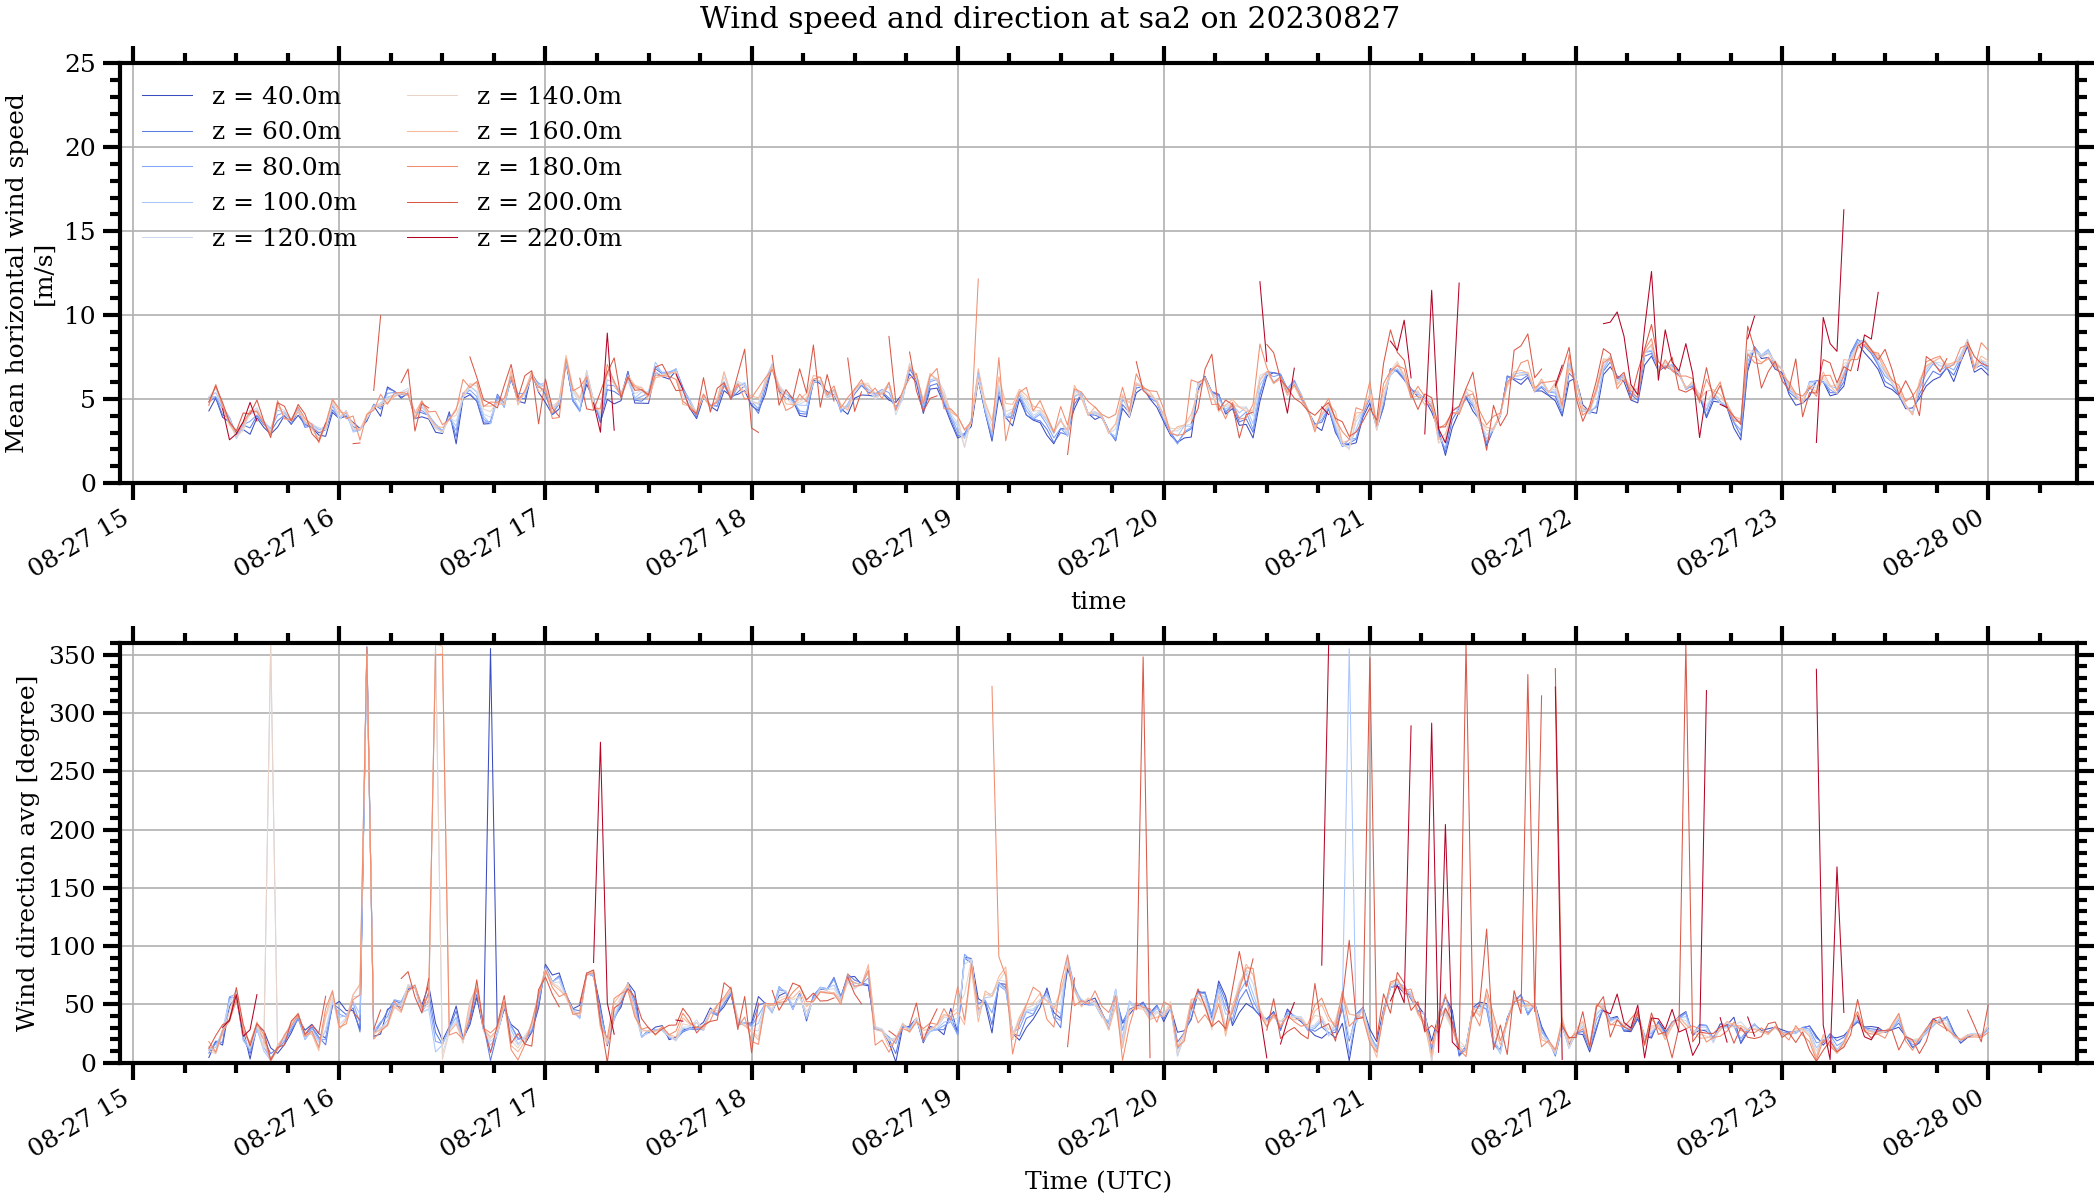 Wind speed and direction at sa2 on 20230827
Mean horizontal wind speed
[m/s]
25
20
15
10
5
0
z = 40.0m
z = 60.0m
z = 80.0m
z = 100.0m
z = 120.0m
z = 140.0m
z = 160.0m
z = 180.0m
z = 200.0m
z = 220.0m
08-27 15
08-27 16
08-27 17
08-27 18
08-27 19
08-27 20
08-27 21
08-27 22
08-27 23
08-28 00
time
Wind direction avg [degree]
350
300
250
200
150
100
50
0
08-27 15
08-27 16
08-27 17
08-27 18
08-27 19
08-27 20
08-27 21
08-27 22
08-27 23
08-28 00
Time (UTC)